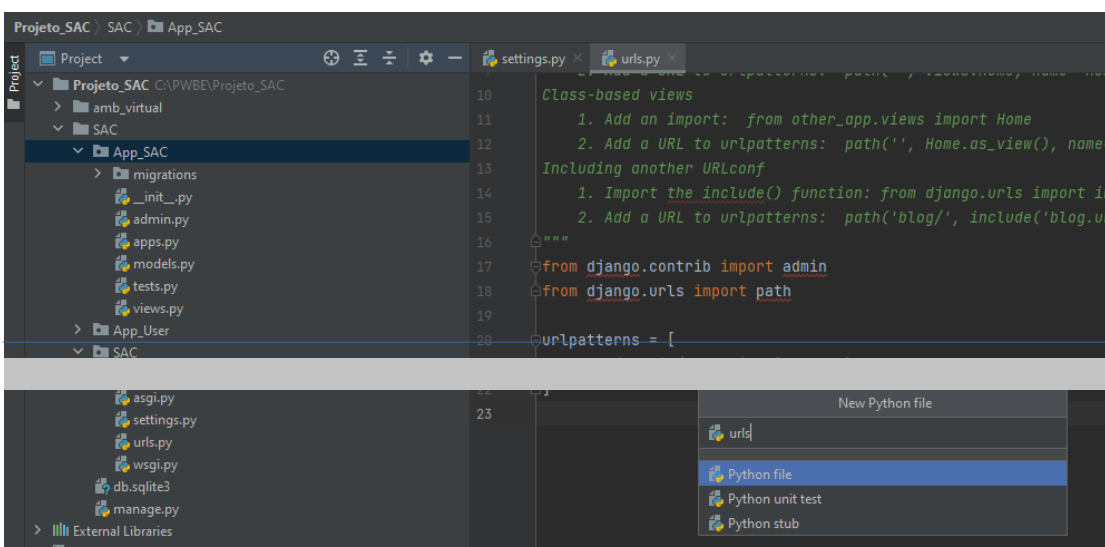 Projeto_SAC SAC App_SAC
Project
Project
settings.py
urls.py
Projeto_SAC C:\PWBE\Projeto_SAC
amb_virtual
SAC
App_SAC
migrations
__init__.py
admin.py
apps.py
models.py
tests.py
views.py
App_User
SAC
asgi.py
settings.py
urls.py
wsgi.py
db.sqlite3
manage.py
External Libraries
10 Class-based views
11 1. Add an import: from other_app.views import Home
12 2. Add a URL to urlpatterns: path('', Home.as_view(), name
13 Including another URLconf
14 1. Import the include() function: from django.urls import
15 2. Add a URL to urlpatterns: path('blog/', include('blog.
16 """
17 from django.contrib import admin
18 from django.urls import path
19
20 urlpatterns = [
22 ]
23
New Python file
urls
Python file
Python unit test
Python stub